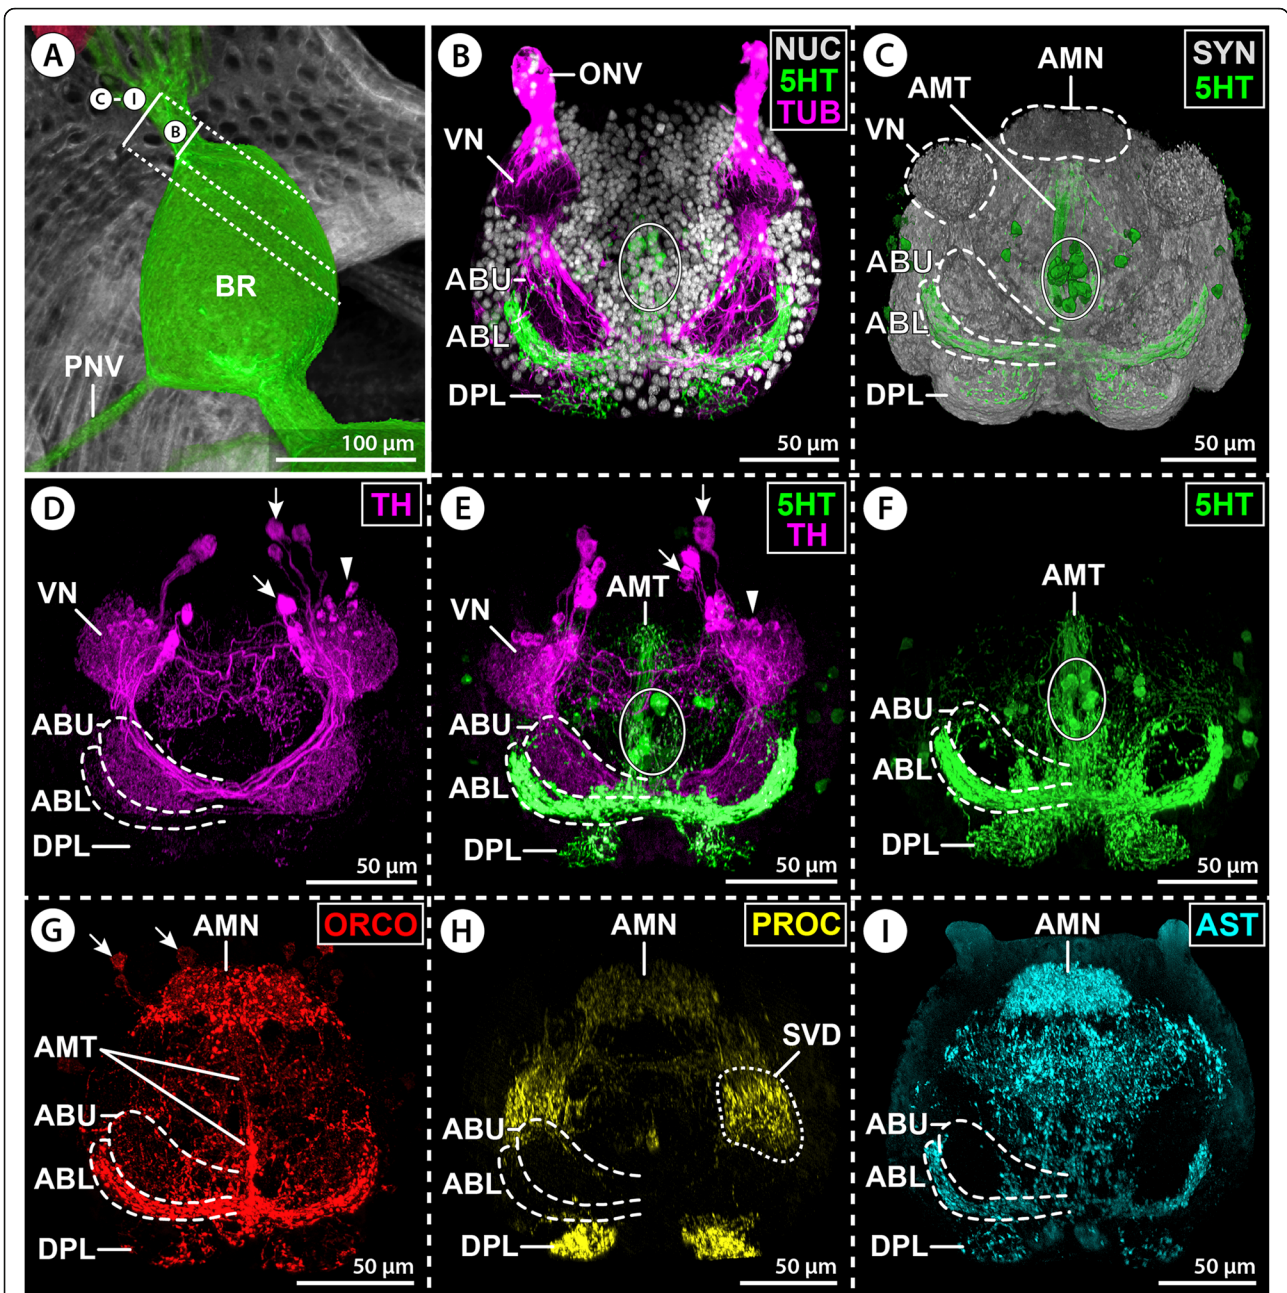 A
C - I
B
BR
PNV
100 µm
B
NUC
5HT
TUB
ONV
VN
ABU
ABL
DPL
50 µm
C
SYN
5HT
AMN
AMT
VN
ABU
ABL
DPL
50 µm
D
TH
VN
ABU
ABL
DPL
50 µm
E
5HT
TH
AMT
VN
ABU
ABL
DPL
50 µm
F
5HT
AMT
ABU
ABL
DPL
50 µm
G
AMN
ORCO
AMT
ABU
ABL
DPL
50 µm
H
AMN
PROC
SVD
ABU
ABL
DPL
50 µm
I
AMN
AST
ABU
ABL
DPL
50 µm